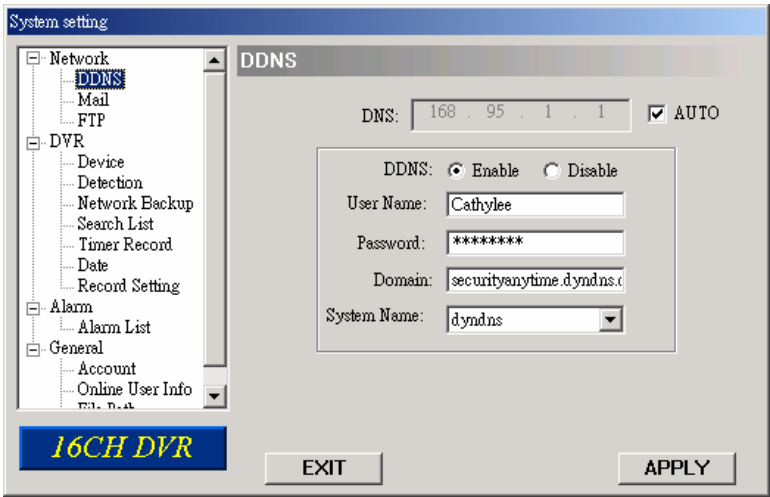 System setting
Network
DDNS
Mail
FTP
DVR
Device
Detection
Network Backup
Search List
Timer Record
Date
Record Setting
Alarm
Alarm List
General
Account
Online User Info
File Path
16CH DVR
DDNS
DNS: 168 . 95 . 1 . 1 AUTO
DDNS: Enable Disable
User Name: Cathylee
Password: ********
Domain: securityanytime.dyndns.
System Name: dyndns
EXIT APPLY